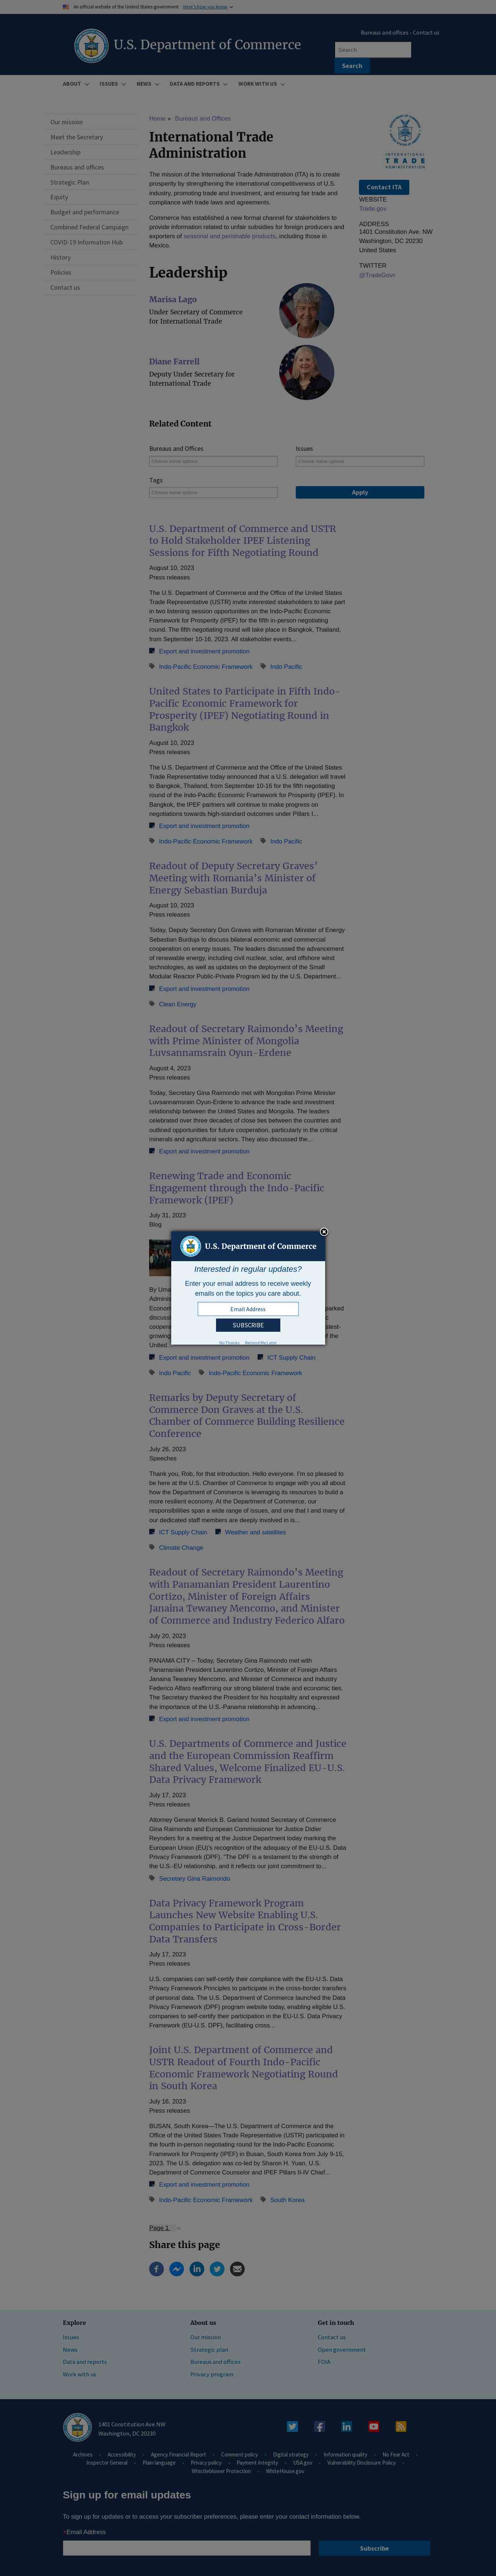 An official website of the United States government Here's how you know
Bureaus and offices - Contact us
U.S. Department of Commerce
Search
Search
ABOUT
ISSUES
NEWS
DATA AND REPORTS
WORK WITH US
Our mission
Meet the Secretary
Leadership
Bureaus and offices
Strategic Plan
Equity
Budget and performance
Combined Federal Campaign
COVID-19 Information Hub
History
Policies
Contact us
Home » Bureaus and Offices
International Trade
Administration
The mission of the International Trade Administration (ITA) is to create
prosperity by strengthening the international competitiveness of U.S.
industry, promoting trade and investment, and ensuring fair trade and
compliance with trade laws and agreements.
Commerce has established a new formal channel for stakeholders to provide
information related to unfair subsidies for foreign manufacturers or
producers of seasonal and perishable products, including those in
Mexico.
INTERNATIONAL
TRADE
ADMINISTRATION
Contact ITA
WEBSITE
Trade.gov
ADDRESS
1401 Constitution Ave. NW
Washington, DC 20230
United States
TWITTER
@TradeGov
Leadership
Marisa Lago
Under Secretary of Commerce
for International Trade
Diane Farrell
Deputy Under Secretary for
International Trade
Related Content
Bureaus and Offices
Issues
Choose some options
Choose some options
Tags
Choose some options
Apply
U.S. Department of Commerce and USTR
to Hold Stakeholder IPEF Listening
Sessions for Fifth Negotiating Round
August 10, 2023
Press releases
The U.S. Department of Commerce and the Office of the United States
Trade Representative (USTR) invite interested stakeholders to take part
in two listening session opportunities on the Indo-Pacific Economic
Framework for Prosperity (IPEF) for the fifth in-person negotiating
round. The fifth negotiating round will take place in Bangkok, Thailand,
from September 10-16, 2023. All stakeholder events...
Export and investment promotion
Indo-Pacific Economic Framework Indo Pacific
United States to Participate in Fifth Indo-
Pacific Economic Framework for
Prosperity (IPEF) Negotiating Round in
Bangkok
August 10, 2023
Press releases
The U.S. Department of Commerce and the Office of the United States
Trade Representative today announced that a U.S. delegation will travel
to Bangkok, Thailand, from September 10-16 for the fifth negotiating
round of the Indo-Pacific Economic Framework for Prosperity (IPEF). In
Bangkok, the IPEF partners will continue to make progress on
negotiations towards high-standard outcomes under Pillars I...
Export and investment promotion
Indo-Pacific Economic Framework Indo Pacific
Readout of Deputy Secretary Graves'
Meeting with Romania's Minister of
Energy Sebastian Burduja
August 10, 2023
Press releases
Today, Deputy Secretary Don Graves with Romanian Minister of Energy
Sebastian Burduja to discuss bilateral economic and commercial
cooperation on energy issues. The leaders discussed the advancement
of renewable energy, including onshore, nuclear, solar, and offshore wind
technologies, as well as updates on the deployment of the Small
Modular Reactor Public-Private Program led by the U.S. Department...
Export and investment promotion
Clean Energy
Readout of Secretary Raimondo's Meeting
with Prime Minister of Mongolia
Luvsannamsrain Oyun-Erdene
August 4, 2023
Press releases
Today, Secretary Gina Raimondo met with Mongolian Prime Minister
Luvsannamsrain Oyun-Erdene to advance the trade and investment
relationship between the United States and Mongolia. The leaders
celebrated over three decades of close ties between the countries and
outlined opportunities for future cooperation, particularly in the critical
minerals and agricultural sectors. They also discussed the...
Export and investment promotion
Renewing Trade and Economic
Engagement through the Indo-Pacific
Framework (IPEF)
July 31, 2023
Blog
U.S. Department of Commerce
Interested in regular updates?
Enter your email address to receive weekly
emails on the topics you care about.
Email Address
SUBSCRIBE
No Thanks Remind Me Later
Export and investment promotion ICT Supply Chain
Indo Pacific Indo-Pacific Economic Framework
Remarks by Deputy Secretary of
Commerce Don Graves at the U.S.
Chamber of Commerce Building Resilience
Conference
July 26, 2023
Speeches
Thank you, Rob, for that introduction. Hello everyone. I'm so pleased to
be here at the U.S. Chamber of Commerce to engage with you all about
how the Department of Commerce is leveraging its resources to build a
more resilient economy. At the Department of Commerce, our
responsibilities span a wide range of issues, and one that I and many of
our dedicated staff members are deeply involved in is...
ICT Supply Chain Weather and satellites
Climate Change
Readout of Secretary Raimondo's Meeting
with Panamanian President Laurentino
Cortizo, Minister of Foreign Affairs
Janaina Tewaney Mencomo, and Minister
of Commerce and Industry Federico Alfaro
July 20, 2023
Press releases
PANAMA CITY – Today, Secretary Gina Raimondo met with
Panamanian President Laurentino Cortizo, Minister of Foreign Affairs
Janaina Tewaney Mencomo, and Minister of Commerce and Industry
Federico Alfaro reaffirming our strong bilateral trade and economic ties.
The Secretary thanked the President for his hospitality and expressed
the importance of the U.S.-Panama relationship in advancing...
Export and investment promotion
U.S. Departments of Commerce and Justice
and the European Commission Reaffirm
Shared Values, Welcome Finalized EU-U.S.
Data Privacy Framework
July 17, 2023
Press releases
Attorney General Merrick B. Garland hosted Secretary of Commerce
Gina Raimondo and European Commissioner for Justice Didier
Reynders for a meeting at the Justice Department today marking the
European Union (EU)'s recognition of the adequacy of the EU-U.S. Data
Privacy Framework (DPF). "The DPF is a testament to the strength of
the U.S.-EU relationship, and it reflects our joint commitment to...
Secretary Gina Raimondo
Data Privacy Framework Program
Launches New Website Enabling U.S.
Companies to Participate in Cross-Border
Data Transfers
July 17, 2023
Press releases
U.S. companies can self-certify their compliance with the EU-U.S. Data
Privacy Framework Principles to participate in the cross-border transfers
of personal data. The U.S. Department of Commerce launched the Data
Privacy Framework (DPF) program website today, enabling eligible U.S.
companies to self-certify their participation in the EU-U.S. Data Privacy
Framework (EU-U.S. DPF), facilitating cross...
Joint U.S. Department of Commerce and
USTR Readout of Fourth Indo-Pacific
Economic Framework Negotiating Round
in South Korea
July 16, 2023
Press releases
BUSAN, South Korea—The U.S. Department of Commerce and the
Office of the United States Trade Representative (USTR) participated in
the fourth in-person negotiating round to the Indo-Pacific Economic
Framework for Prosperity (IPEF) in Busan, South Korea from July 9-15,
2023. The U.S. delegation was co-led by Sharon H. Yuan, U.S.
Department of Commerce Counselor and IPEF Pillars II-IV Chief...
Export and investment promotion
Indo-Pacific Economic Framework South Korea
Page 1
Share this page
Explore
About us
Get in touch
Issues
Our mission
Contact us
News
Strategic plan
Open government
Data and reports
Bureaus and offices
FOIA
Work with us
Privacy program
1401 Constitution Ave NW
Washington, DC 20230
Archives - Accessibility - Agency Financial Report - Comment policy - Digital strategy - Information quality - No Fear Act -
Inspector General - Plain language - Privacy policy - Payment Integrity - USA.gov - Vulnerability Disclosure Policy -
Whistleblower Protection - WhiteHouse.gov
Sign up for email updates
To sign up for updates or to access your subscriber preferences, please enter your contact information below.
*Email Address
Subscribe